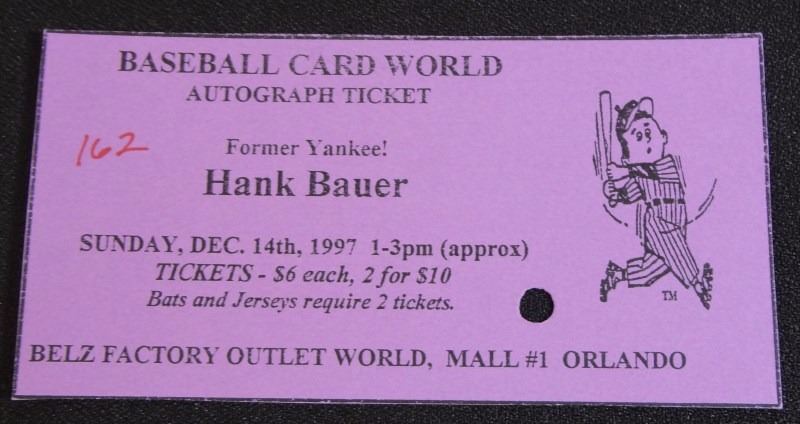 BASEBALL CARD WORLD
AUTOGRAPH TICKET
162
Former Yankee!
Hank Bauer
SUNDAY, DEC. 14th, 1997 1-3pm (approx)
TICKETS - $6 each, 2 for $10
Bats and Jerseys require 2 tickets.
TM
BELZ FACTORY OUTLET WORLD, MALL #1 ORLANDO